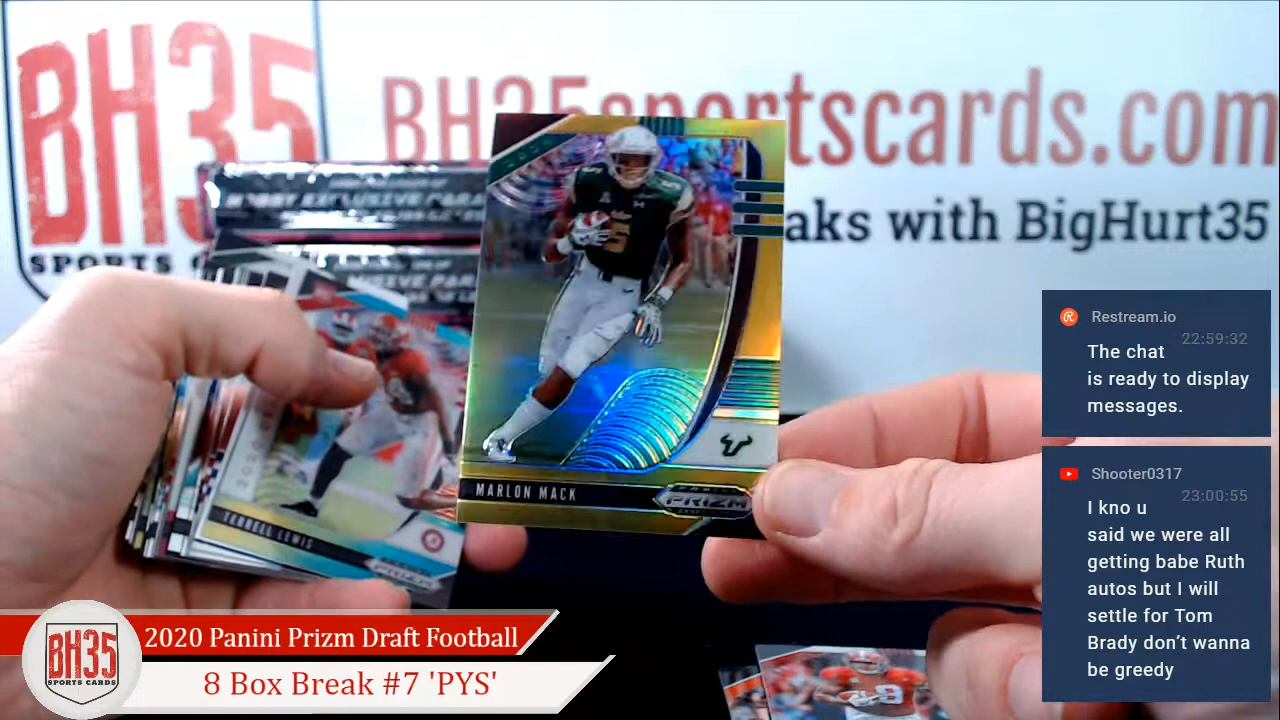 BH35
SPORTS CARDS
BH35sportscards.com
aks with BigHurt35
MARLON MACK
PRIZM
TERRELL LEWIS
PRIZM
Restream.io
22:59:32
The chat
is ready to display
messages.
Shooter0317
23:00:55
I kno u
said we were all
getting babe Ruth
autos but I will
settle for Tom
Brady don't wanna
be greedy
BH35
SPORTS CARDS
2020 Panini Prizm Draft Football
8 Box Break #7 'PYS'